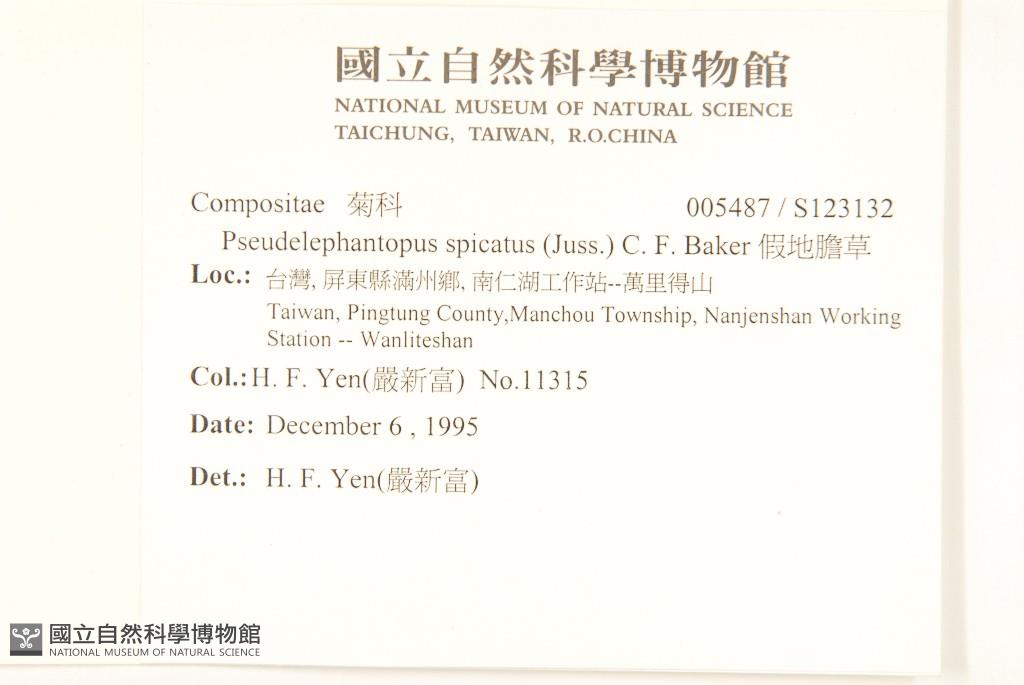 國立自然科學博物館
NATIONAL MUSEUM OF NATURAL SCIENCE
TAICHUNG, TAIWAN, R.O.CHINA
Compositae 菊科 005487 / S123132
Pseudelephantopus spicatus (Juss.) C. F. Baker 假地膽草
Loc.: 台灣, 屏東縣滿州鄉, 南仁湖工作站--萬里得山
Taiwan, Pingtung County,Manchou Township, Nanjenshan Working
Station -- Wanliteshan
Col.:H. F. Yen(嚴新富) No.11315
Date: December 6 , 1995
Det.: H. F. Yen(嚴新富)
國立自然科學博物館
NATIONAL MUSEUM OF NATURAL SCIENCE